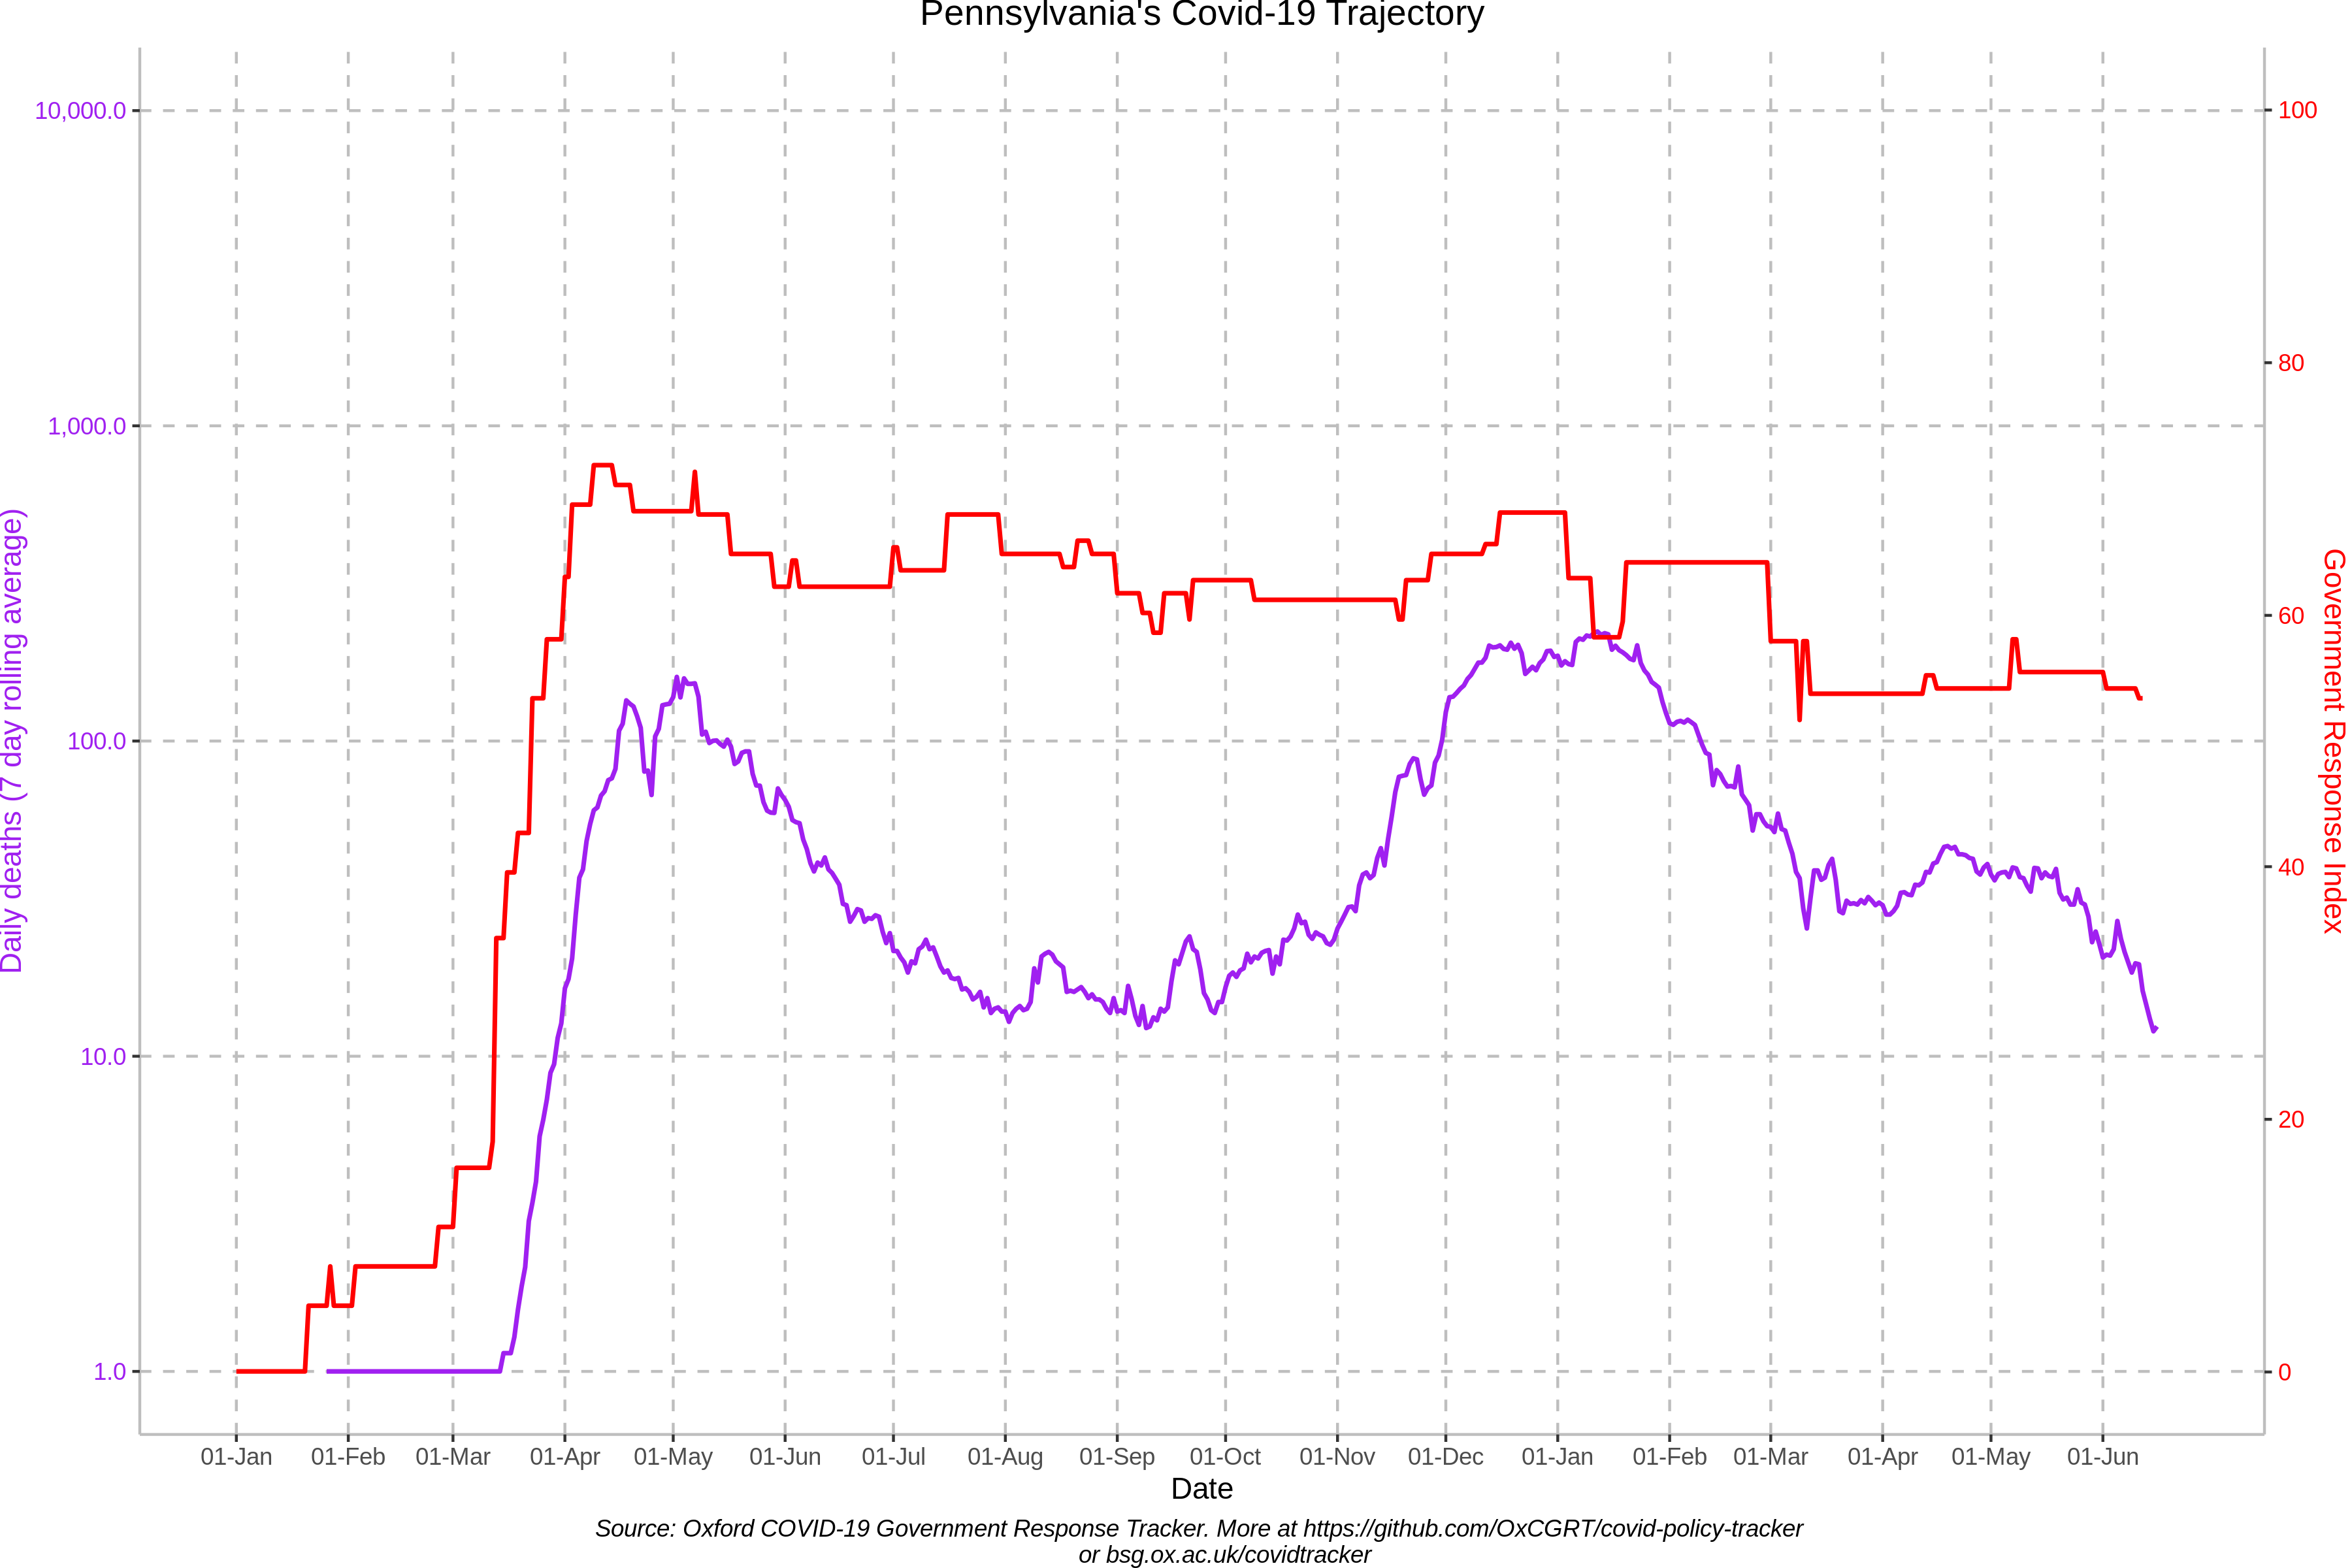 Pennsylvania's Covid-19 Trajectory
10,000.0
1,000.0
100.0
10.0
1.0
Daily deaths (7 day rolling average)
100
80
60
40
20
0
Government Response Index
01-Jan 01-Feb 01-Mar 01-Apr 01-May 01-Jun 01-Jul 01-Aug 01-Sep 01-Oct 01-Nov 01-Dec 01-Jan 01-Feb 01-Mar 01-Apr 01-May 01-Jun
Date
Source: Oxford COVID-19 Government Response Tracker. More at https://github.com/OxCGRT/covid-policy-tracker
or bsg.ox.ac.uk/covidtracker